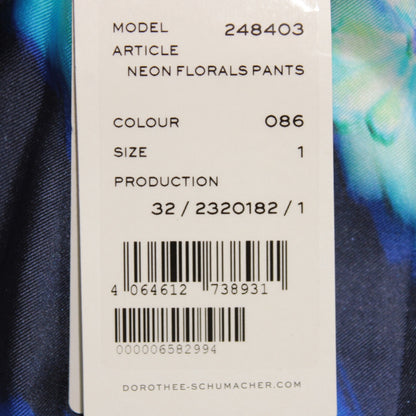 MODEL 248403
ARTICLE
NEON FLORALS PANTS
COLOUR 086
SIZE 1
PRODUCTION
32 / 2320182 / 1
4 064612 738931
000006582994
DOROTHEE-SCHUMACHER.COM